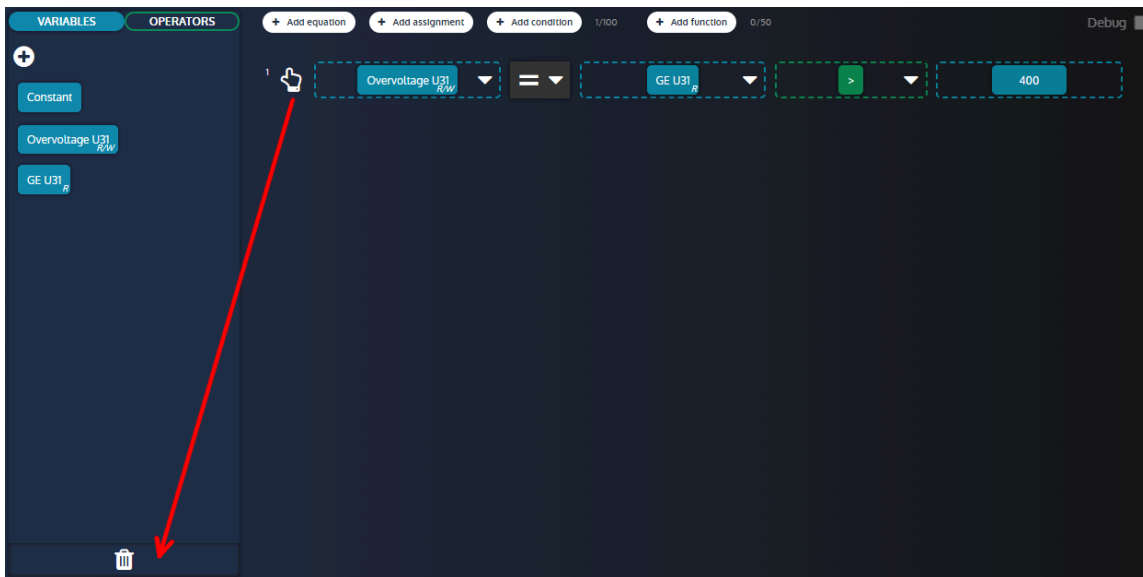 VARIABLES OPERATORS + Add equation + Add assignment + Add condition 1/100 + Add function 0/50 Debug
1 Overvoltage U31 R/W = GE U31 R > 400
Constant
Overvoltage U31 R/W
GE U31 R